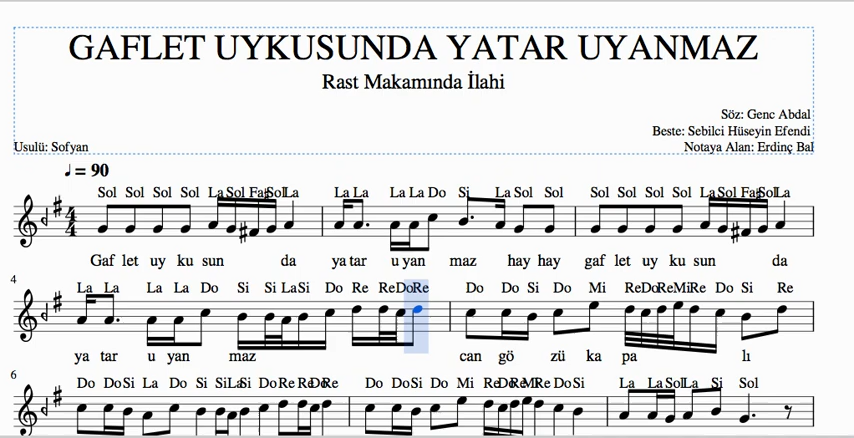 GAFLET UYKUSUNDA YATAR UYANMAZ
Rast Makamında İlahi
Söz: Genc Abdal
Beste: Sebilci Hüseyin Efendi
Usulü: Sofyan
Notaya Alan: Erdinç Bal
♩ = 90
Sol Sol Sol Sol La Sol Fa Sol La La La La La Do Si La Sol Sol Sol Sol Sol Sol La Sol Fa Sol La
4 4
Gaf let uy ku sun da ya tar u yan maz hay hay gaf let uy ku sun da
4
La La La La Do Si Si La Si Do Re Re Do Re Do Do Si Do Mi Re Do Re Mi Re Do Si Re
ya tar u yan maz can gö zü ka pa lı
6
Do Do Si La Do Si Si La Si Do Re Re Do Re Do Do Si Do Mi Re Do Re Mi Re Do Si La La Sol La Si Sol